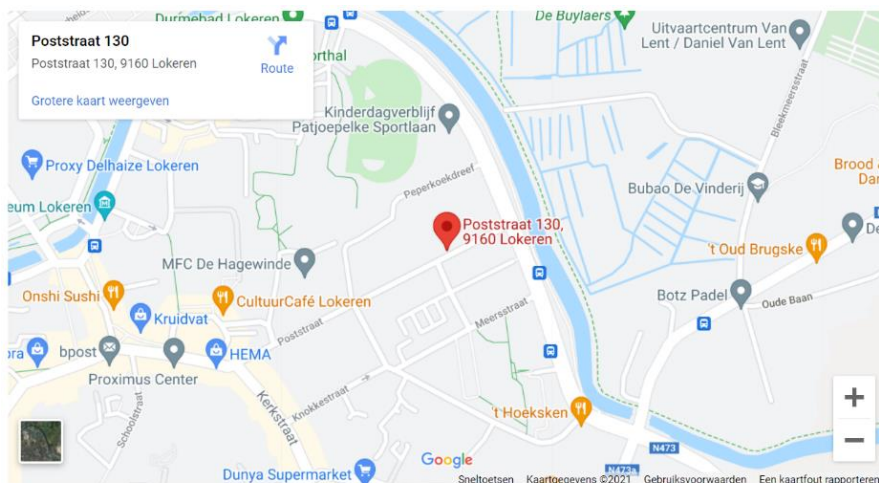 Durmebad Lokeren
De Buylaers
Uitvaartcentrum Van
Lent / Daniel Van Lent
Poststraat 130
Poststraat 130, 9160 Lokeren
Route
Grotere kaart weergeven
Kinderdagverblijf
Patjoepelke Sportlaan
Bleekmeersstraat
Proxy Delhaize Lokeren
Peperkoekdreef
Brood &
Bubao De Vinderij
Poststraat 130,
9160 Lokeren
't Oud Brugske
MFC De Hagewinde
Onshi Sushi
CultuurCafé Lokeren
Botz Padel
Oude Baan
Kruidvat
Poststraat
Meersstraat
bpost
HEMA
Proximus Center
Knokkestraat
Schoolstraat
Kerkstraat
't Hoeksken
N473
N473a
Google
Dunya Supermarket
Sneltoetsen Kaartgegevens ©2021 Gebruiksvoorwaarden Een kaartfout rapporteren